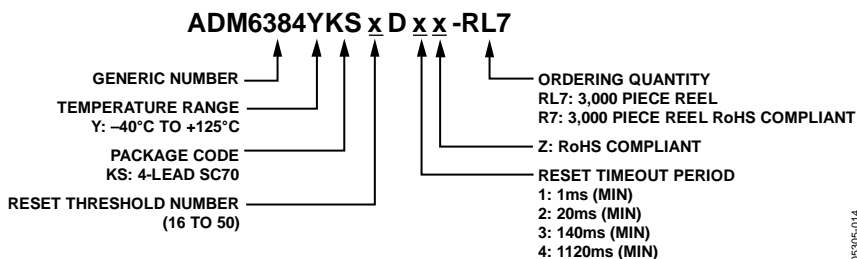 ADM6384YKS x D x x -RL7
GENERIC NUMBER
TEMPERATURE RANGE
Y: –40°C TO +125°C
PACKAGE CODE
KS: 4-LEAD SC70
RESET THRESHOLD NUMBER
(16 TO 50)
ORDERING QUANTITY
RL7: 3,000 PIECE REEL
R7: 3,000 PIECE REEL RoHS COMPLIANT
Z: RoHS COMPLIANT
RESET TIMEOUT PERIOD
1: 1ms (MIN)
2: 20ms (MIN)
3: 140ms (MIN)
4: 1120ms (MIN)
05305-014